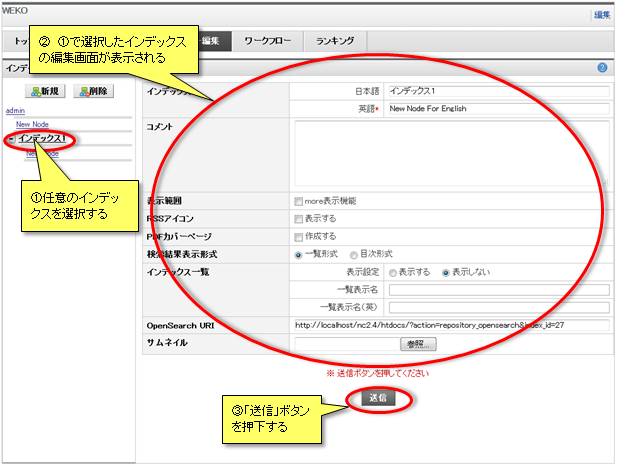 WEKO
編集
トッ
編集
ワークフロー
ランキング
② ①で選択したインデックス
の編集画面が表示される
インデ
新規
削除
admin
New Node
インデックス1
New Node
①任意のインデッ
クスを選択する
インデックス
日本語
インデックス1
英語*
New Node For English
コメント
表示範囲
more表示機能
RSSアイコン
表示する
PDFカバーページ
作成する
検索結果表示形式
一覧形式
目次形式
インデックス一覧
表示設定
表示する
表示しない
一覧表示名
一覧表示名(英)
OpenSearch URI
http://localhost/nc2.4/htdocs/?action=repository_opensearch&index_id=27
サムネイル
参照...
※ 送信ボタンを押してください
送信
③「送信」ボタン
を押下する